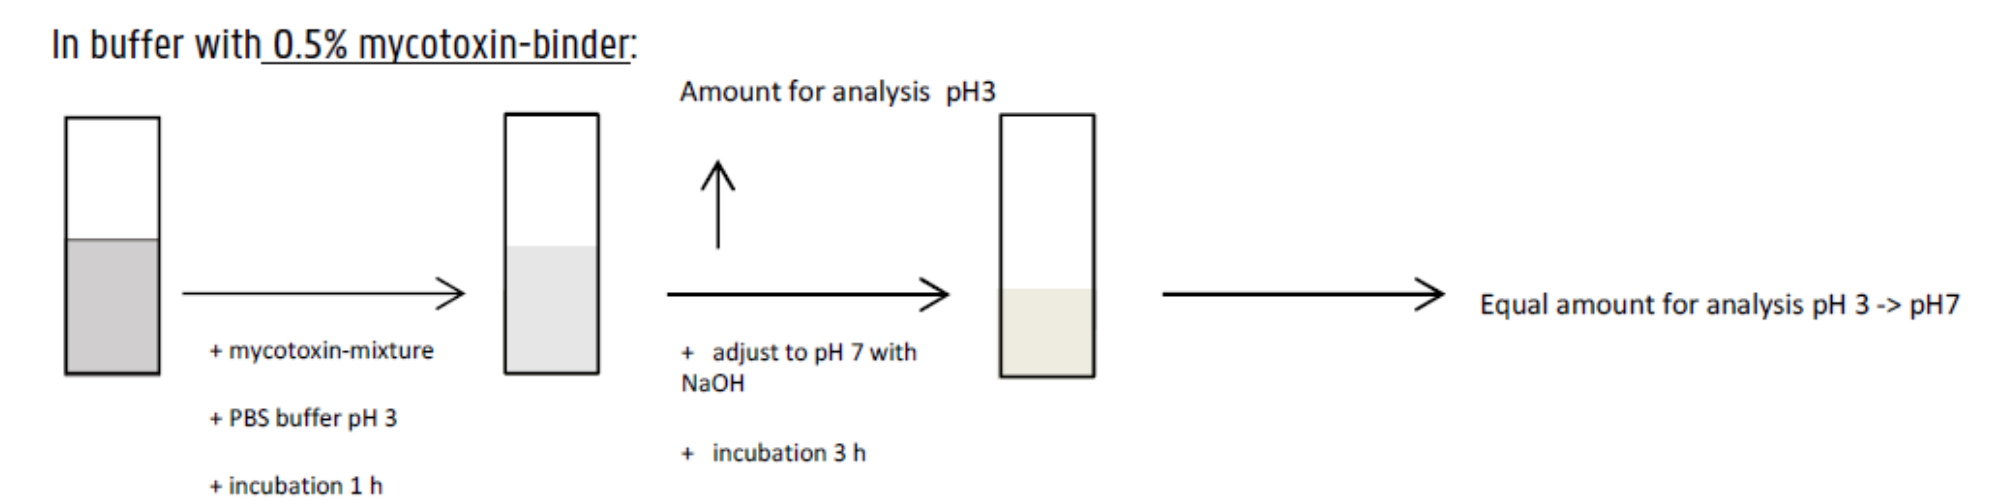 In buffer with 0.5% mycotoxin-binder:
Amount for analysis  pH3
+ mycotoxin-mixture
+ PBS buffer pH 3
+ incubation 1 h
+   adjust to pH 7 with
NaOH
+   incubation 3 h
Equal amount for analysis pH 3 -> pH7